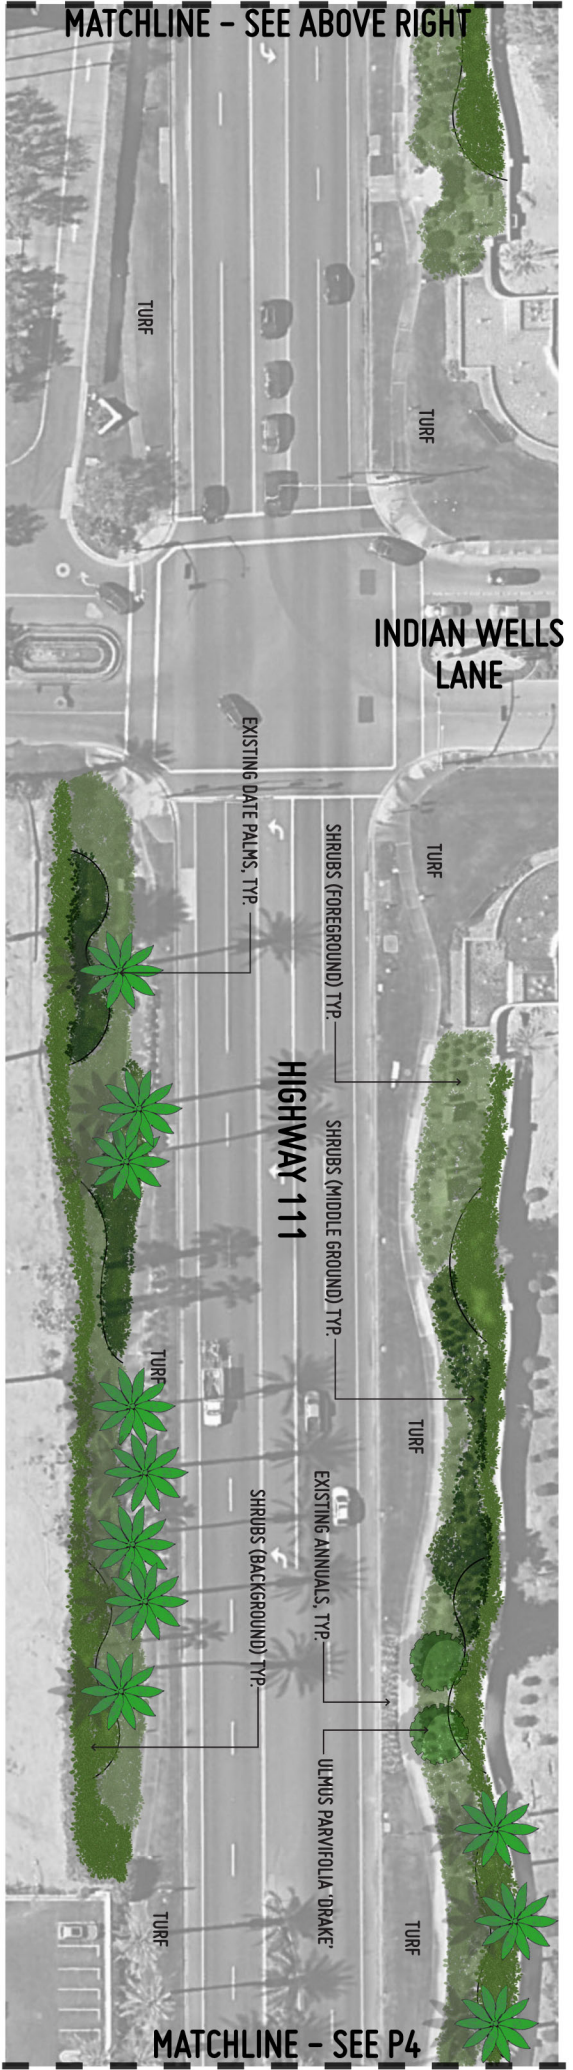 MATCHLINE - SEE ABOVE RIGHT
TURF
TURF
INDIAN WELLS
LANE
EXISTING DATE PALMS, TYP.
SHRUBS (FOREGROUND) TYP.
TURF
HIGHWAY 111
SHRUBS (MIDDLE GROUND) TYP.
TURF
TURF
SHRUBS (BACKGROUND) TYP.
EXISTING ANNUALS, TYP.
ULMUS PARVIFOLIA 'DRAKE'
TURF
TURF
MATCHLINE - SEE P4